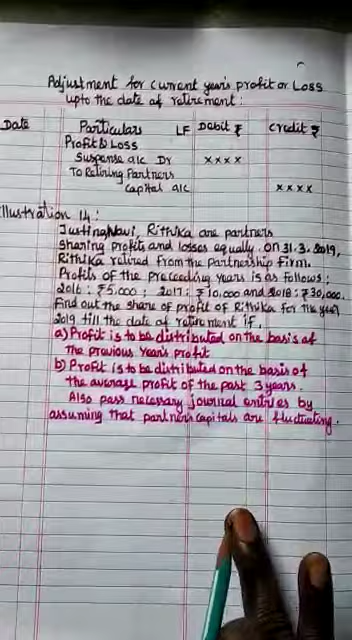 Adjustment for current year's profit or Loss
upto the date of retirement:
Date Particulars LF Debit ₹ Credit ₹
Profit & Loss
Suspense a/c Dr xxxx
To Retiring Partners
Capital a/c xxxx
Illustration 14:
Rithika are partners
sharing profits and losses equally. On 31.3.2019,
Rithika retired from the partnership firm.
Profits of the preceeding years is as follows:
2016: ₹5,000; 2017: ₹10,000 and 2018: ₹30,000.
Find out the share of profit of Rithika for the year
2019 till the date of retirement if,
a) Profit is to be distributed on the basis of
the previous Year's profit
b) Profit is to be distributed on the basis of
the average profit of the past 3 years.
Also pass necessary journal entries by
assuming that partners capitals are fluctuating.